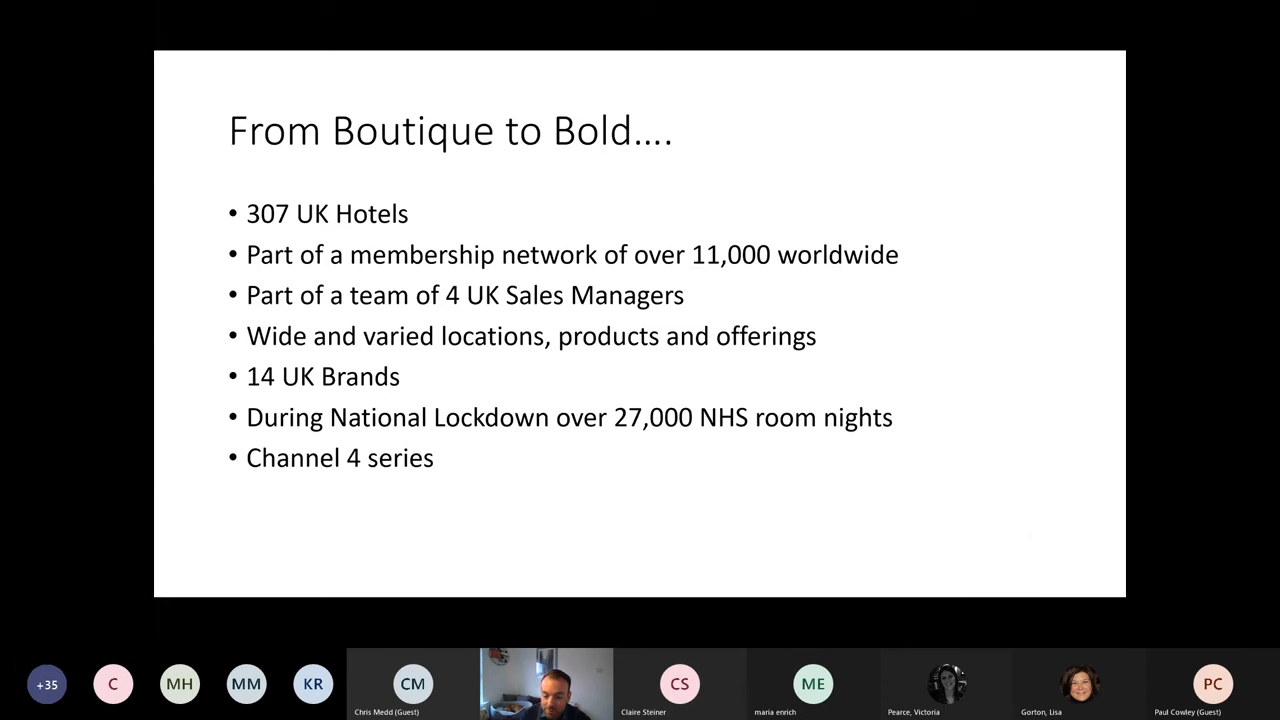 From Boutique to Bold....
• 307 UK Hotels
• Part of a membership network of over 11,000 worldwide
• Part of a team of 4 UK Sales Managers
• Wide and varied locations, products and offerings
• 14 UK Brands
• During National Lockdown over 27,000 NHS room nights
• Channel 4 series
+35
C
MH
MM
KR
CM
CS
ME
PC
Chris Medd (Guest)
Claire Steiner
maria enrich
Pearce, Victoria
Gorton, Lisa
Paul Cowley (Guest)